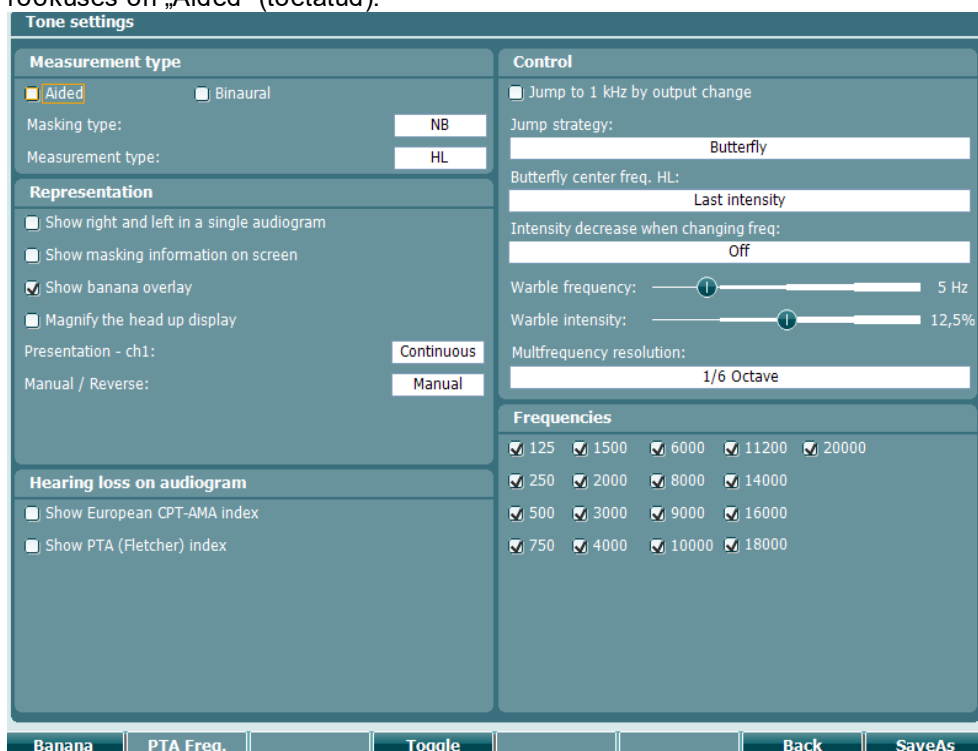 fookuses on „Aided“ (toetatud).
Tone settings
Measurement type
Aided Binaural
Masking type: NB
Measurement type: HL
Representation
Show right and left in a single audiogram
Show masking information on screen
Show banana overlay
Magnify the head up display
Presentation - ch1: Continuous
Manual / Reverse: Manual
Hearing loss on audiogram
Show European CPT-AMA index
Show PTA (Fletcher) index
Control
Jump to 1 kHz by output change
Jump strategy:
Butterfly
Butterfly center freq. HL:
Last intensity
Intensity decrease when changing freq:
Off
Warble frequency: 5 Hz
Warble intensity: 12,5%
Multfrequency resolution:
1/6 Octave
Frequencies
125 1500 6000 11200 20000
250 2000 8000 14000
500 3000 9000 16000
750 4000 10000 18000
Banana PTA Freq. Toggle Back SaveAs